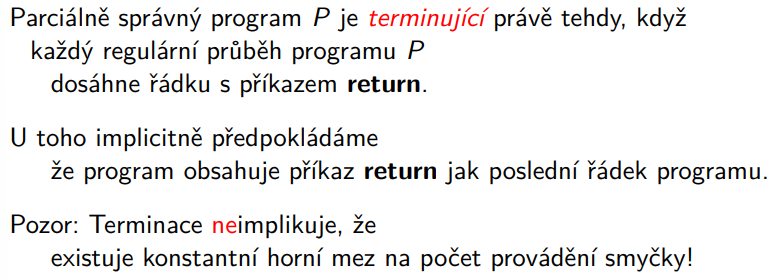 Parciálně správný program P je terminující právě tehdy, když
každý regulární průběh programu P
dosáhne řádku s příkazem return.
U toho implicitně předpokládáme
že program obsahuje příkaz return jak poslední řádek programu.
Pozor: Terminace neimplikuje, že
existuje konstantní horní mez na počet provádění smyčky!